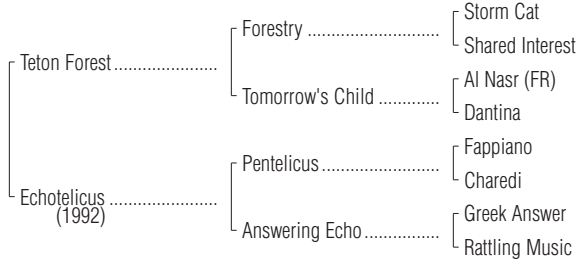 Storm Cat
Forestry ..............................
Shared Interest
Teton Forest .....................
Al Nasr (FR)
Tomorrow's Child .............
Dantina
Fappiano
Pentelicus ..........................
Charedi
Echotelicus ......................
(1992)
Greek Answer
Answering Echo ................
Rattling Music